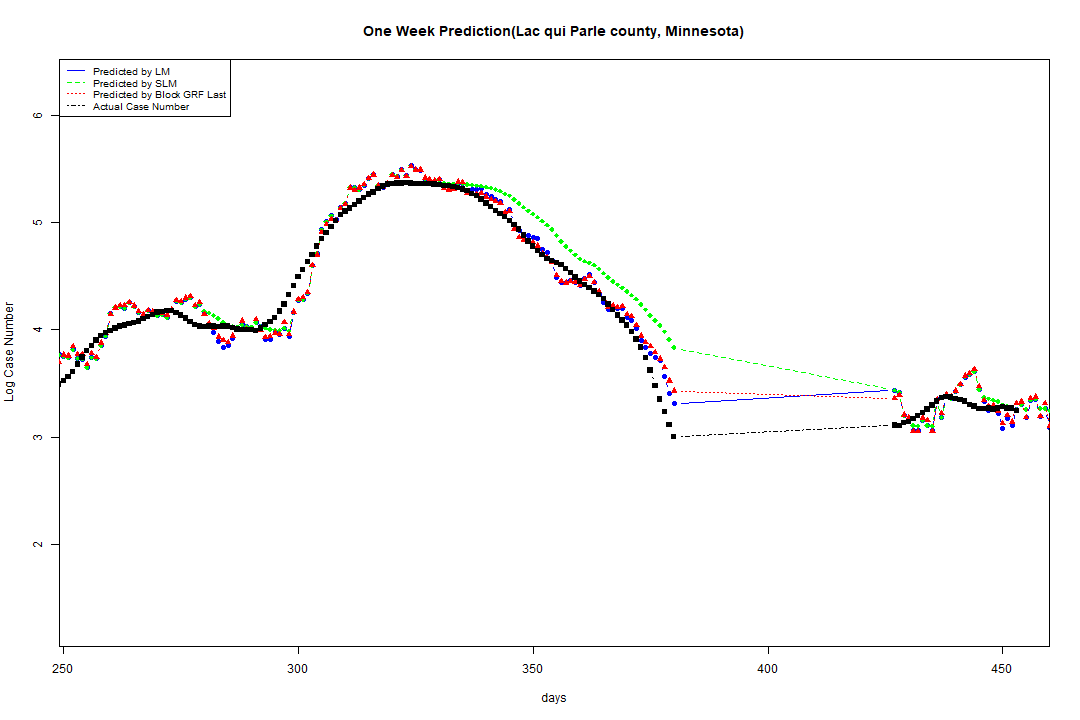 One Week Prediction(Lac qui Parle county, Minnesota)
Predicted by LM
Predicted by SLM
Predicted by Block GRF Last
Actual Case Number
6
5
4
3
2
Log Case Number
250 300 350 400 450
days